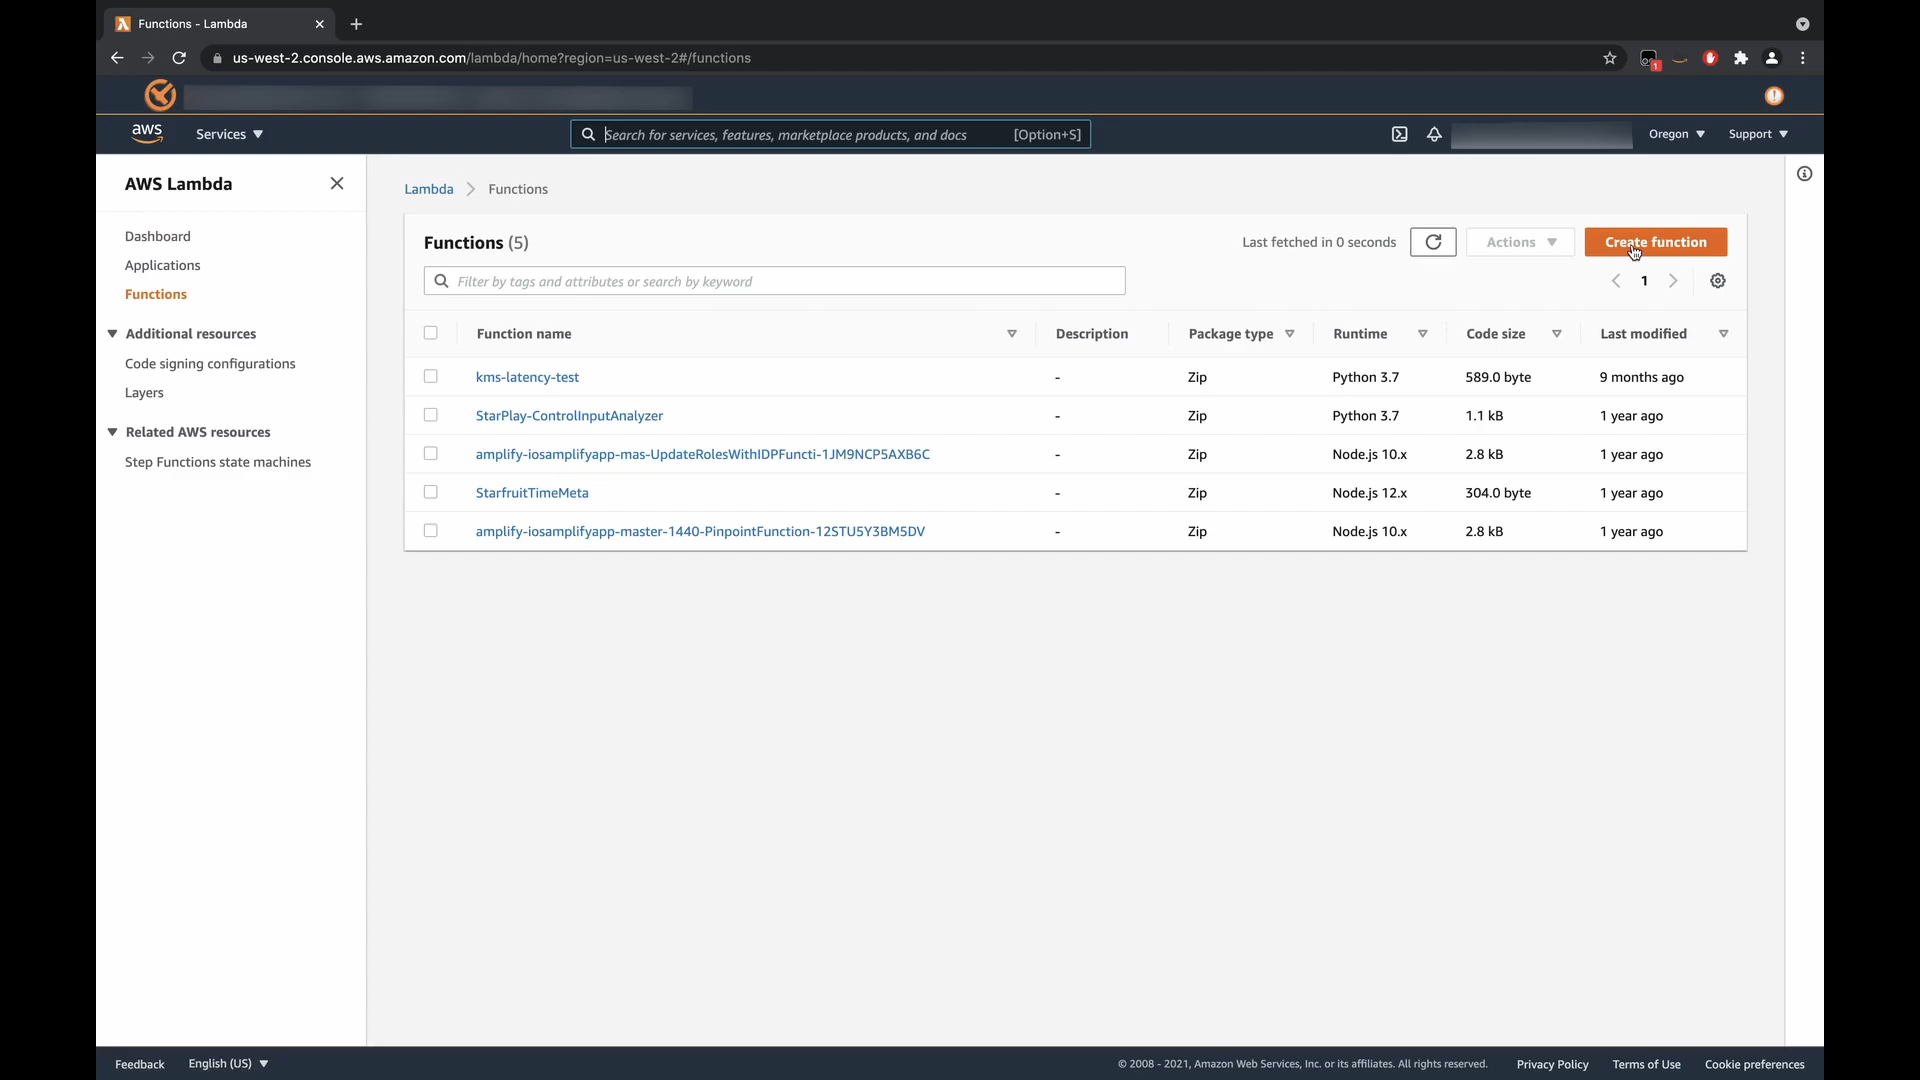 Functions - Lambda
us-west-2.console.aws.amazon.com/lambda/home?region=us-west-2#/functions
1
aws
Services
Search for services, features, marketplace products, and docs
[Option+S]
Oregon
Support
AWS Lambda
Dashboard
Applications
Functions
Additional resources
Code signing configurations
Layers
Related AWS resources
Step Functions state machines
Lambda > Functions
Functions (5)
Last fetched in 0 seconds
Actions
Create function
Filter by tags and attributes or search by keyword
1
Function name Description Package type Runtime Code size Last modified
kms-latency-test - Zip Python 3.7 589.0 byte 9 months ago
StarPlay-ControlInputAnalyzer - Zip Python 3.7 1.1 kB 1 year ago
amplify-iosamplifyapp-mas-UpdateRolesWithIDPFuncti-1JM9NCP5AXB6C - Zip Node.js 10.x 2.8 kB 1 year ago
StarfruitTimeMeta - Zip Node.js 12.x 304.0 byte 1 year ago
amplify-iosamplifyapp-master-1440-PinpointFunction-12STU5Y3BM5DV - Zip Node.js 10.x 2.8 kB 1 year ago
Feedback English (US) © 2008 - 2021, Amazon Web Services, Inc. or its affiliates. All rights reserved. Privacy Policy Terms of Use Cookie preferences